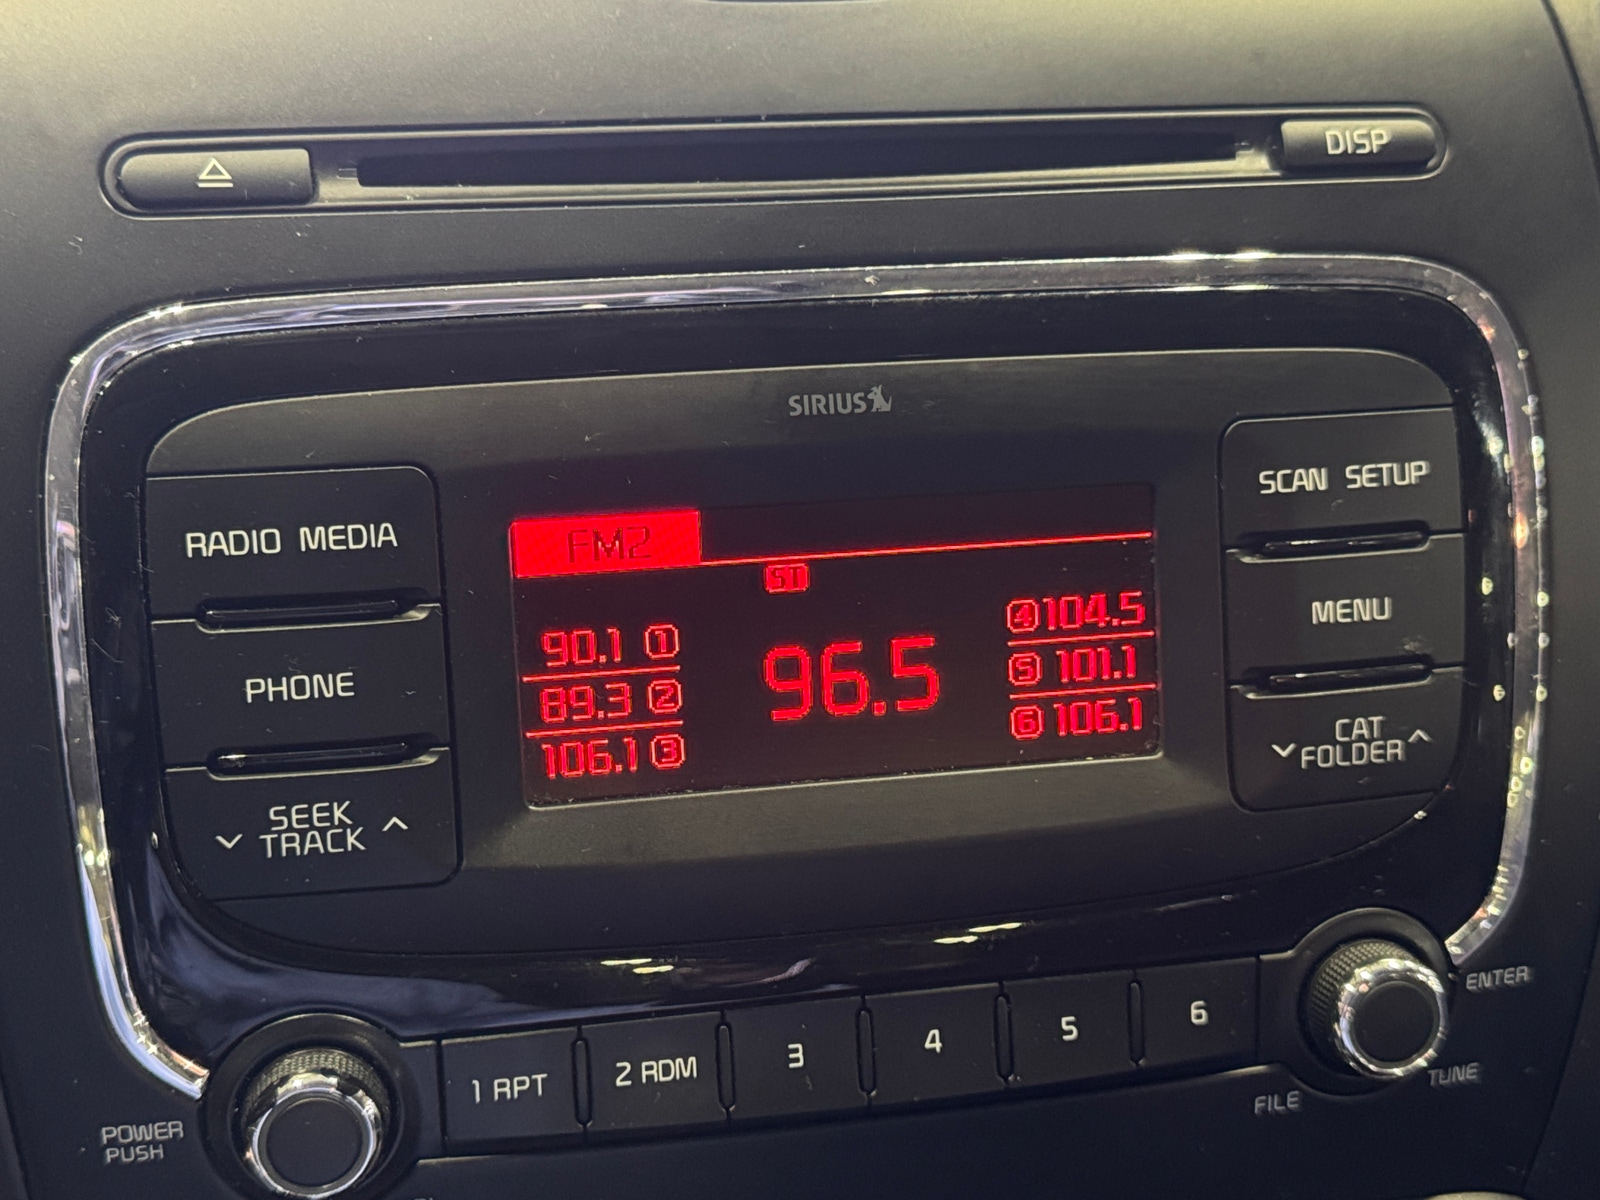 DISP
SIRIUS
RADIO MEDIA
PHONE
SEEK
TRACK
FM2
ST
90.1 1
89.3 2
106.1 3
96.5
4 104.5
5 101.1
6 106.1
SCAN SETUP
MENU
CAT
FOLDER
1 RPT
2 RDM
3
4
5
6
POWER
PUSH
ENTER
TUNE
FILE